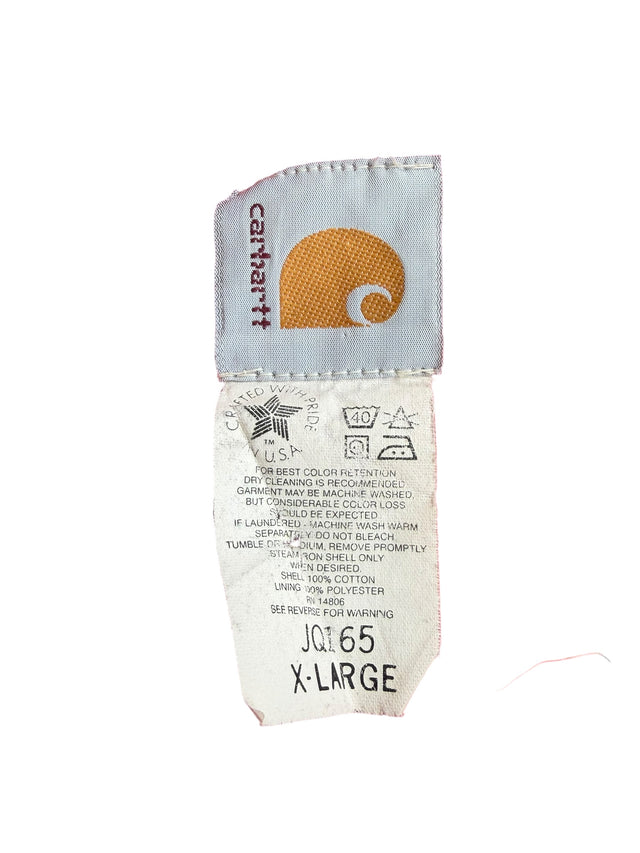 carhartt
CRAFTED WITH PRIDE
TM
U.S.A.
40
FOR BEST COLOR RETENTION
DRY CLEANING IS RECOMMENDED
GARMENT MAY BE MACHINE WASHED,
BUT CONSIDERABLE COLOR LOSS
SHOULD BE EXPECTED
IF LAUNDERED - MACHINE WASH WARM
SEPARATELY DO NOT BLEACH
TUMBLE DRY MEDIUM, REMOVE PROMPTLY
STEAM IRON SHELL ONLY
WHEN DESIRED.
SHELL 100% COTTON
LINING 100% POLYESTER
RN 14806
SEE REVERSE FOR WARNING
JQ165
X-LARGE